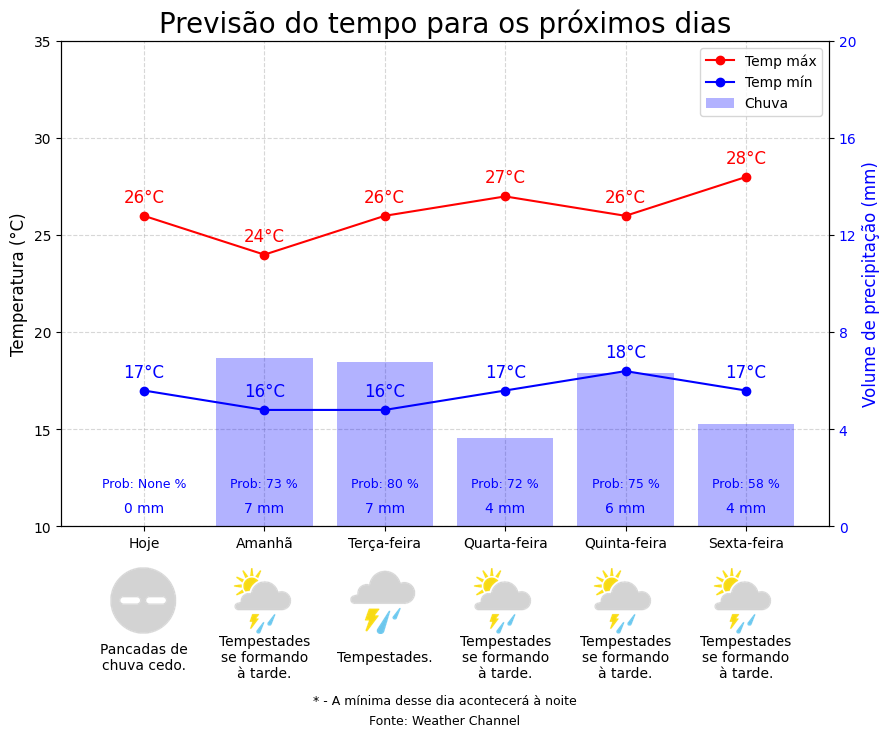 Previsão do tempo para os próximos dias
35
30
25
20
15
10
Temperatura (°C)
20
16
12
8
4
0
Volume de precipitação (mm)
Temp máx
Temp mín
Chuva
26°C
24°C
26°C
27°C
26°C
28°C
17°C
16°C
16°C
17°C
18°C
17°C
Prob: None %
Prob: 73 %
Prob: 80 %
Prob: 72 %
Prob: 75 %
Prob: 58 %
0 mm
7 mm
7 mm
4 mm
6 mm
4 mm
Hoje
Amanhã
Terça-feira
Quarta-feira
Quinta-feira
Sexta-feira
Pancadas de
chuva cedo.
Tempestades
se formando
à tarde.
Tempestades.
Tempestades
se formando
à tarde.
Tempestades
se formando
à tarde.
Tempestades
se formando
à tarde.
* - A mínima desse dia acontecerá à noite
Fonte: Weather Channel